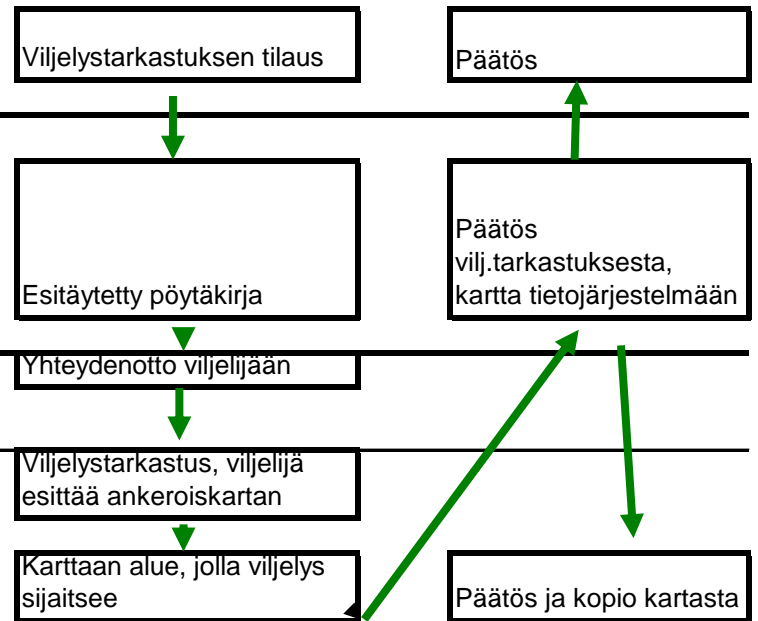 Viljelystarkastuksen tilaus
Päätös
Esitäytetty pöytäkirja
Päätös
vilj.tarkastuksesta,
kartta tietojärjestelmään
Yhteydenotto viljelijään
Viljelystarkastus, viljelijä
esittää ankeroiskartan
Karttaan alue, jolla viljelys
sijaitsee
Päätös ja kopio kartasta